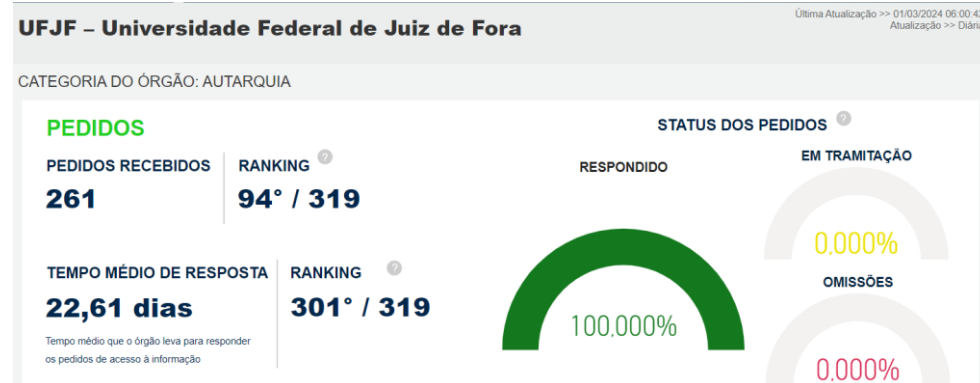 Última Atualização >> 01/03/2024 06:00:42
Atualização >> Diária
UFJF – Universidade Federal de Juiz de Fora
CATEGORIA DO ÓRGÃO: AUTARQUIA
PEDIDOS
PEDIDOS RECEBIDOS
261
RANKING ?
94° / 319
TEMPO MÉDIO DE RESPOSTA
22,61 dias
Tempo médio que o órgão leva para responder
os pedidos de acesso à informação
RANKING ?
301° / 319
STATUS DOS PEDIDOS ?
RESPONDIDO
100,000%
EM TRAMITAÇÃO
0,000%
OMISSÕES
0,000%